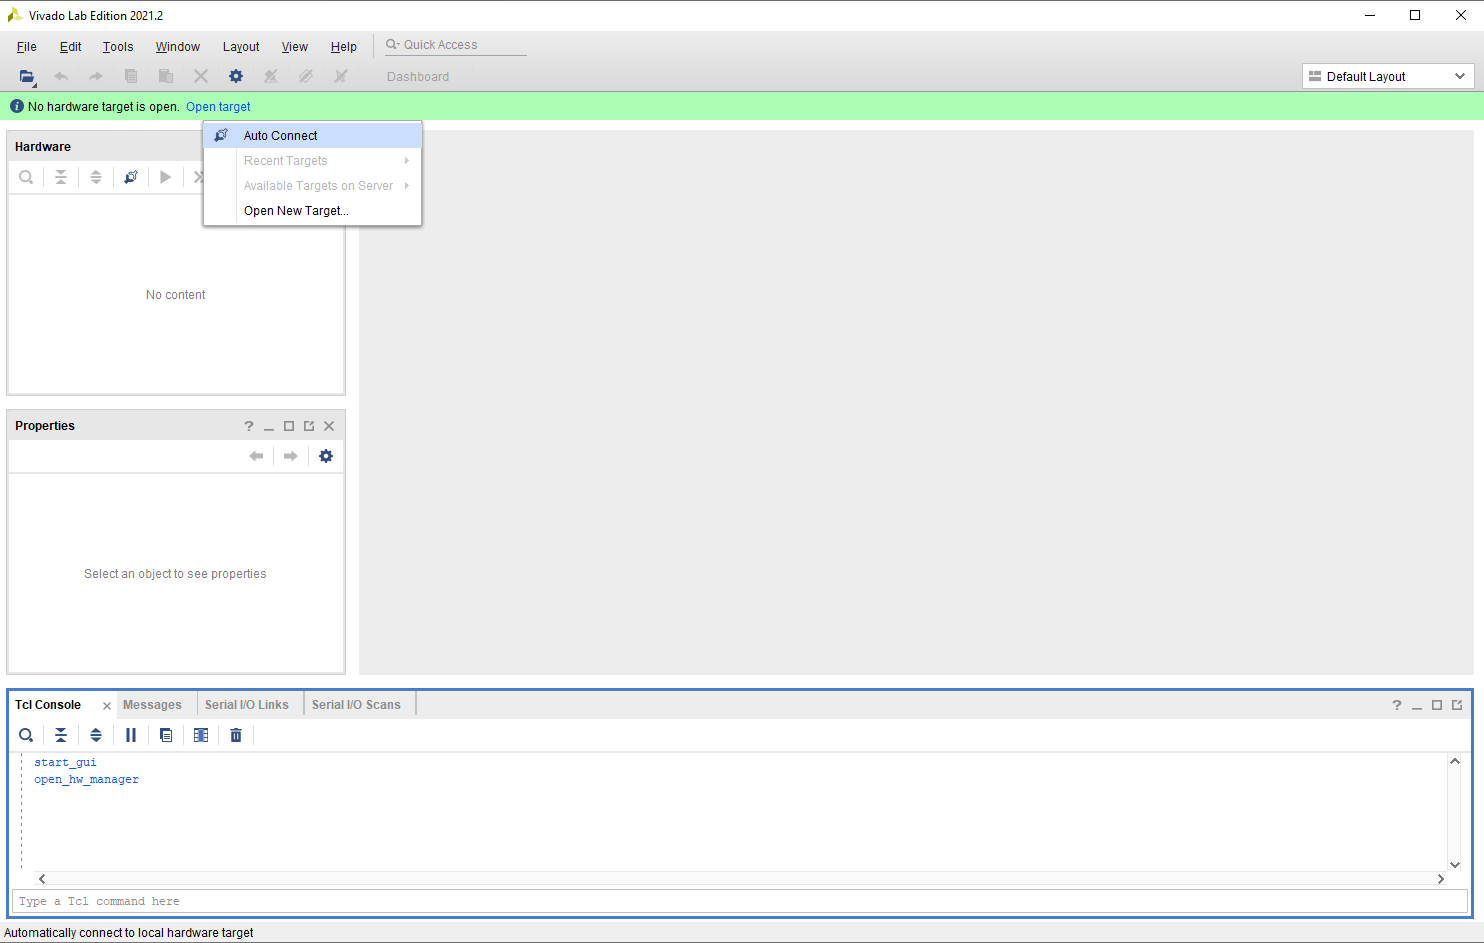 Vivado Lab Edition 2021.2
File Edit Tools Window Layout View Help Quick Access
Dashboard Default Layout
No hardware target is open. Open target
Hardware
Auto Connect
Recent Targets
Available Targets on Server
Open New Target...
No content
Properties
Select an object to see properties
Tcl Console Messages Serial I/O Links Serial I/O Scans
start_gui
open_hw_manager
Type a Tcl command here
Automatically connect to local hardware target